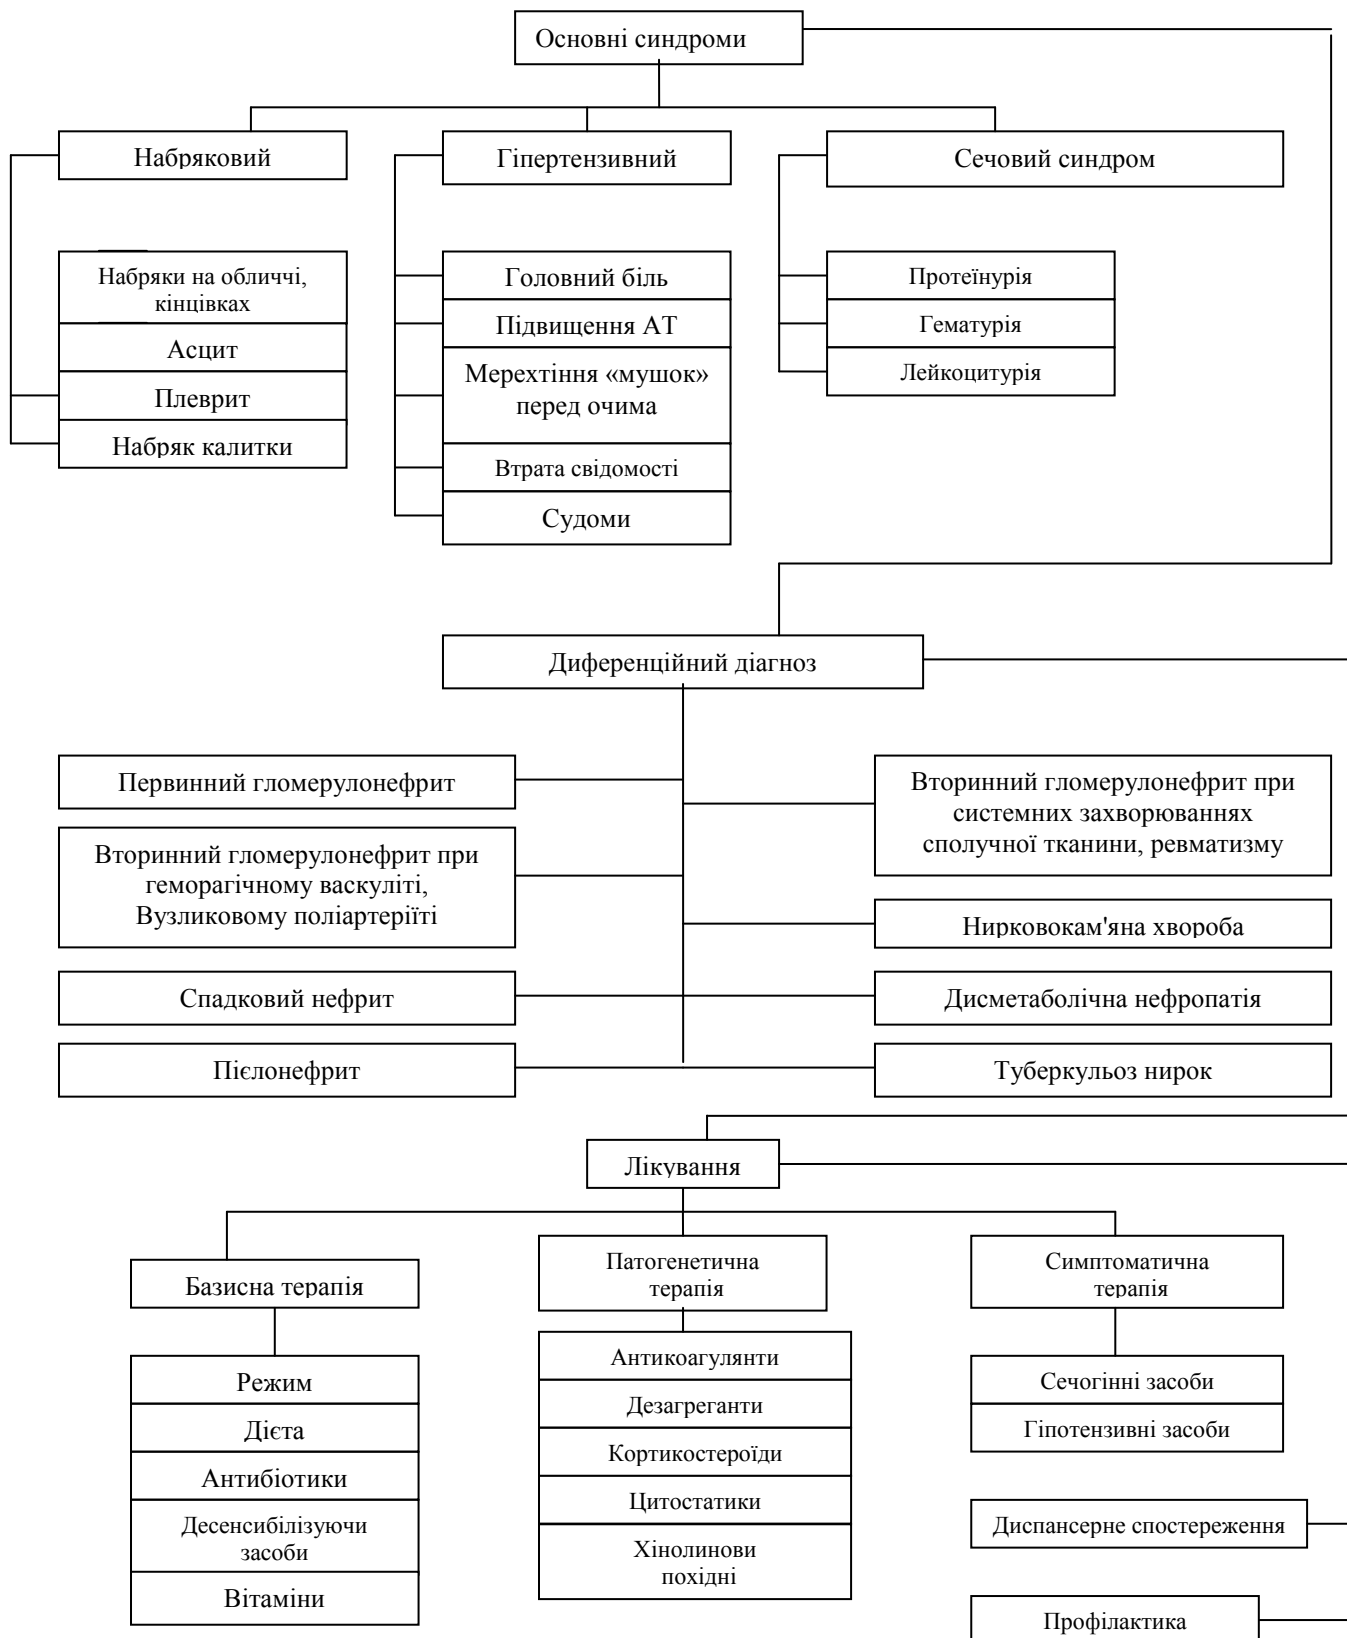 Основні синдроми
Набряковий
Гіпертензивний
Сечовий синдром
Набряки на обличчі,
кінцівках
Асцит
Плеврит
Набряк калитки
Головний біль
Підвищення АТ
Мерехтіння «мушок»
перед очима
Втрата свідомості
Судоми
Протеїнурія
Гематурія
Лейкоцитурія
Диференційний діагноз
Первинний гломерулонефрит
Вторинний гломерулонефрит при
геморагічному васкуліті,
Вузликовому поліартеріїті
Спадковий нефрит
Пієлонефрит
Вторинний гломерулонефрит при
системних захворюваннях
сполучної тканини, ревматизму
Нирковокам'яна хвороба
Дисметаболічна нефропатія
Туберкульоз нирок
Лікування
Базисна терапія
Режим
Дієта
Антибіотики
Десенсибілізуючи
засоби
Вітаміни
Патогенетична
терапія
Антикоагулянти
Дезагреганти
Кортикостероїди
Цитостатики
Хінолинови
похідні
Симптоматична
терапія
Сечогінні засоби
Гіпотензивні засоби
Диспансерне спостереження
Профілактика